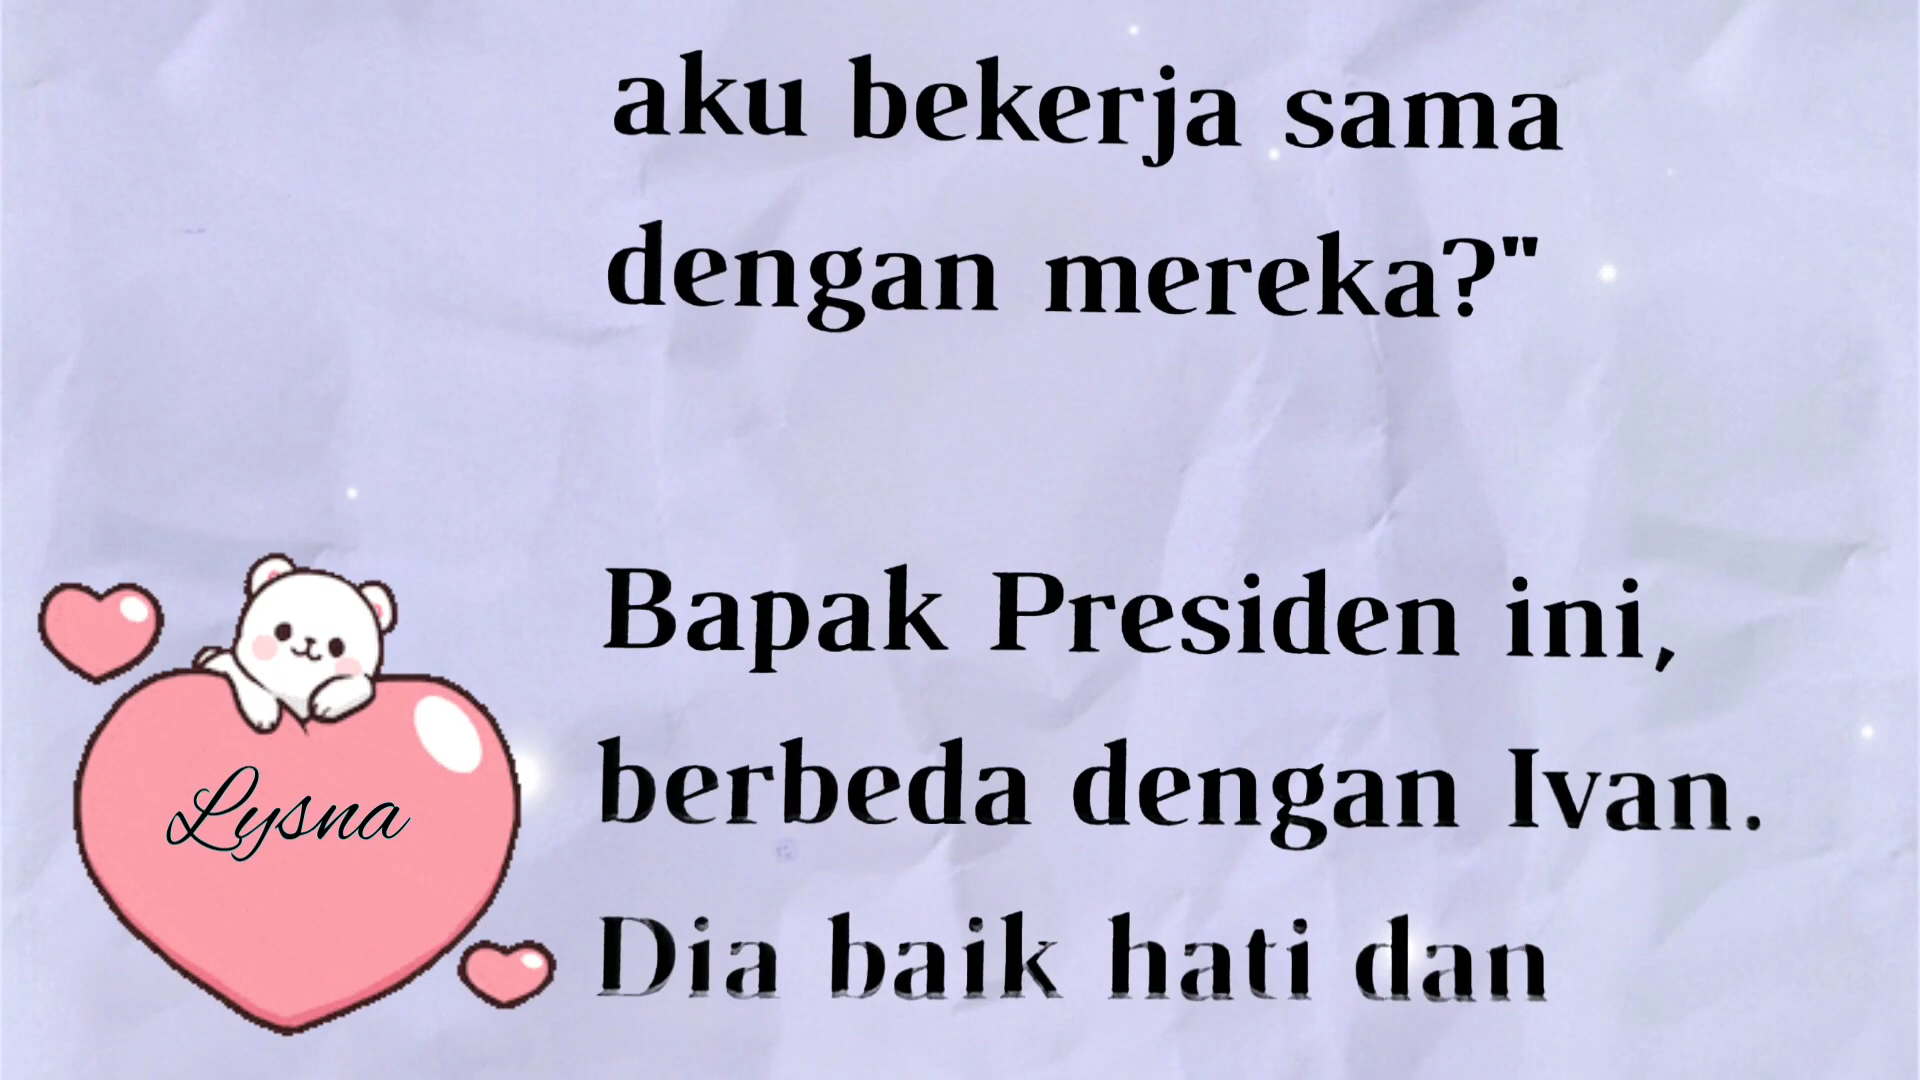 aku bekerja sama
dengan mereka?"
Bapak Presiden ini,
berbeda dengan Ivan.
Dia baik hati dan
Lysna